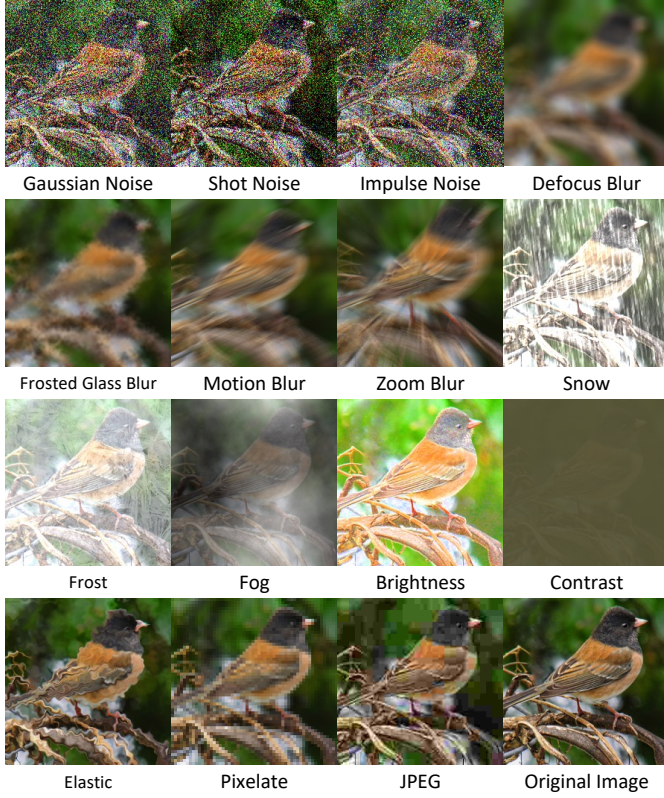 Gaussian Noise
Shot Noise
Impulse Noise
Defocus Blur
Frosted Glass Blur
Motion Blur
Zoom Blur
Snow
Frost
Fog
Brightness
Contrast
Elastic
Pixelate
JPEG
Original Image